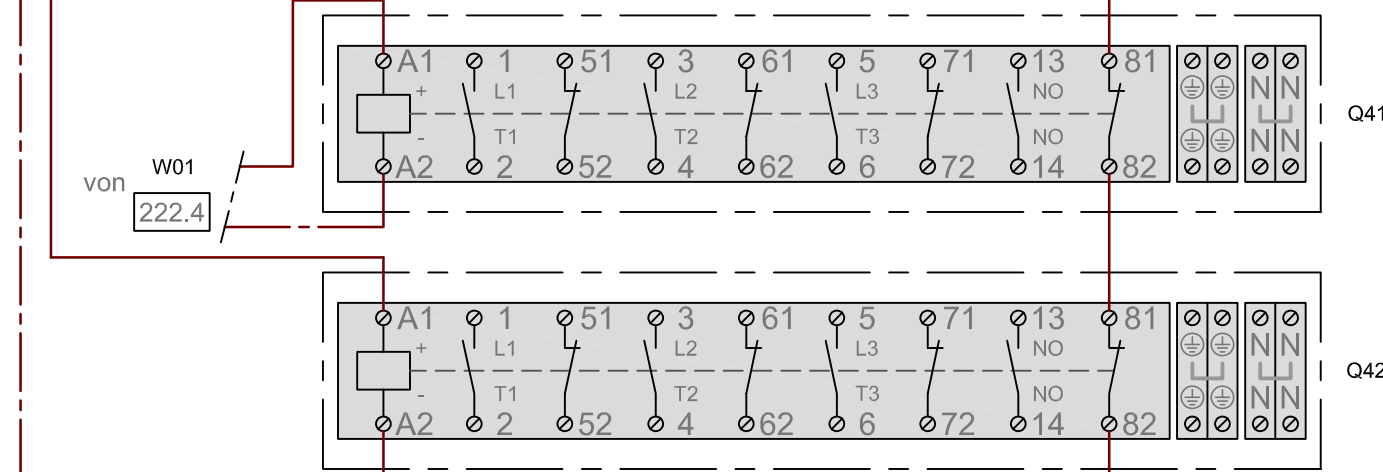 A1 1 51 3 61 5 71 13 81
+ L1 L2 L3 NO N N
Q41
- T1 T2 T3 NO N N
A2 2 52 4 62 6 72 14 82
W01
von
222.4
A1 1 51 3 61 5 71 13 81
+ L1 L2 L3 NO N N
Q42
- T1 T2 T3 NO N N
A2 2 52 4 62 6 72 14 82